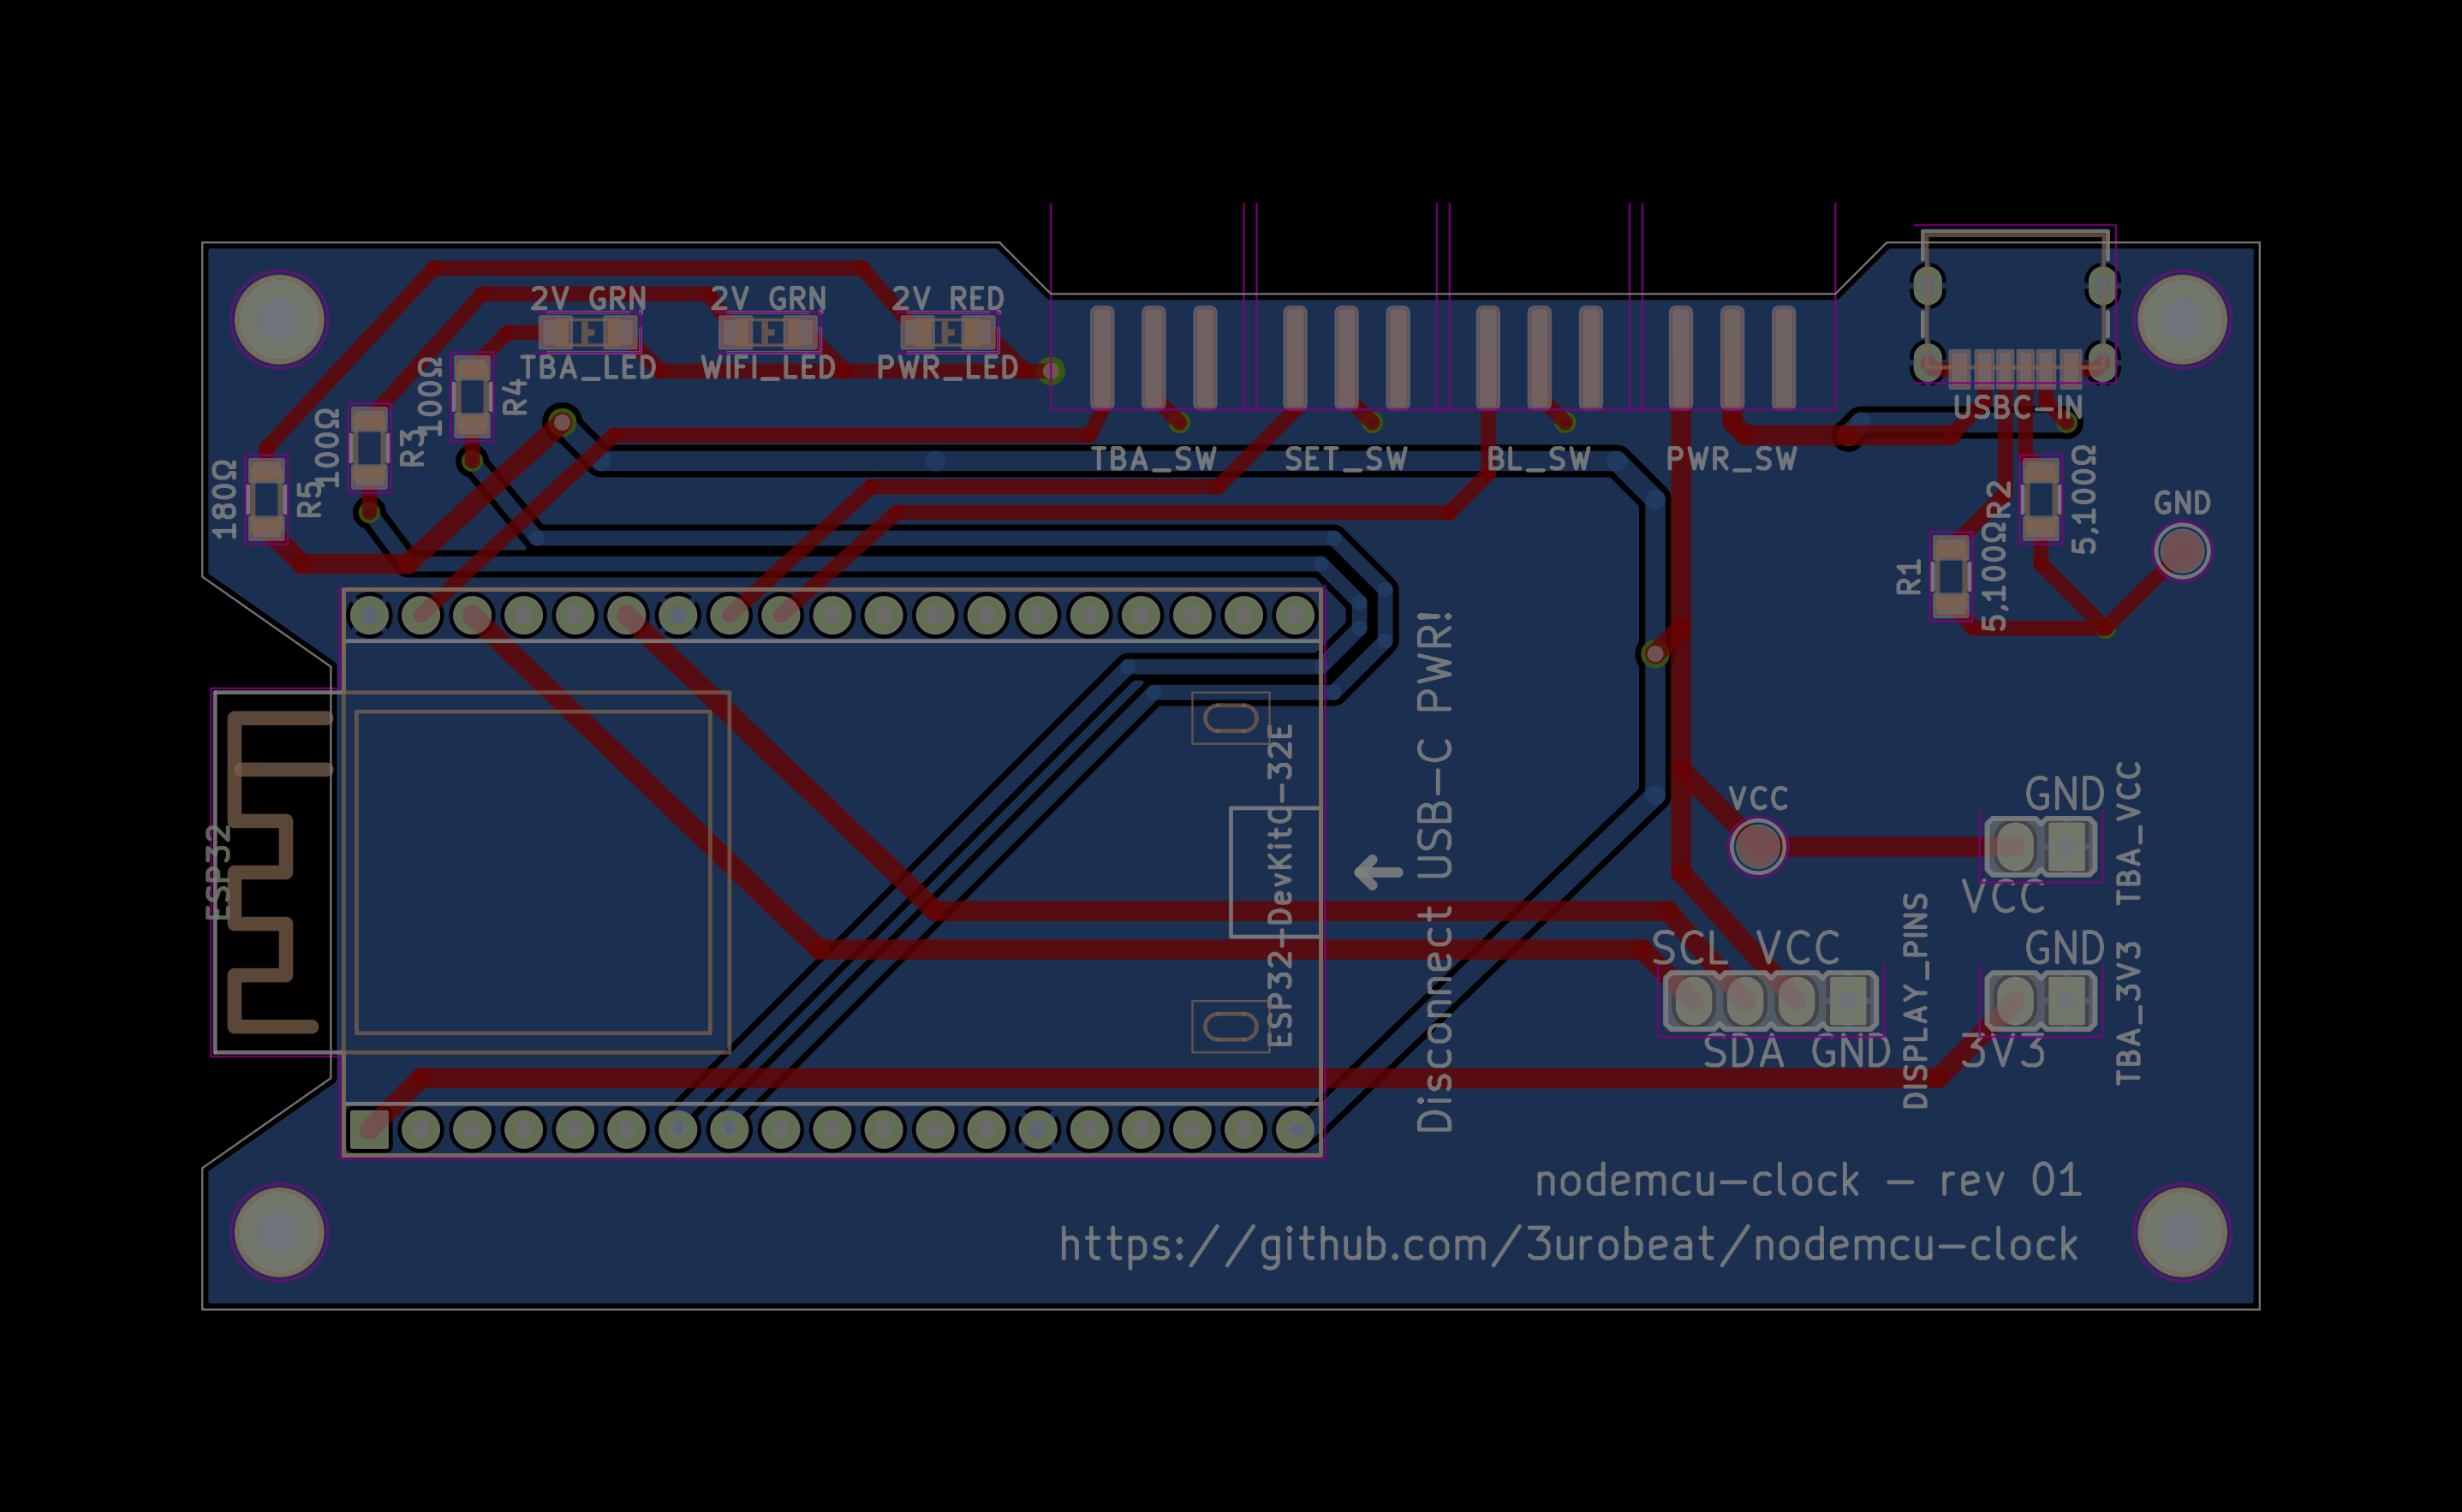 2V GRN
2V GRN
2V RED
TBA_LED
WIFI_LED
PWR_LED
100Ω
R4
100Ω
R3
180Ω
R5
TBA_SW
SET_SW
BL_SW
PWR_SW
USBC-IN
R2
5,100Ω
GND
R1
5,100Ω
ESP32
ESP32-DevKitC-32E
Disconnect USB-C PWR!
VCC
GND
VCC
TBA_VCC
SCL VCC
SDA GND
DISPLAY_PINS
GND
3V3
TBA_3V3
nodemcu-clock - rev 01
https://github.com/3urobeat/nodemcu-clock